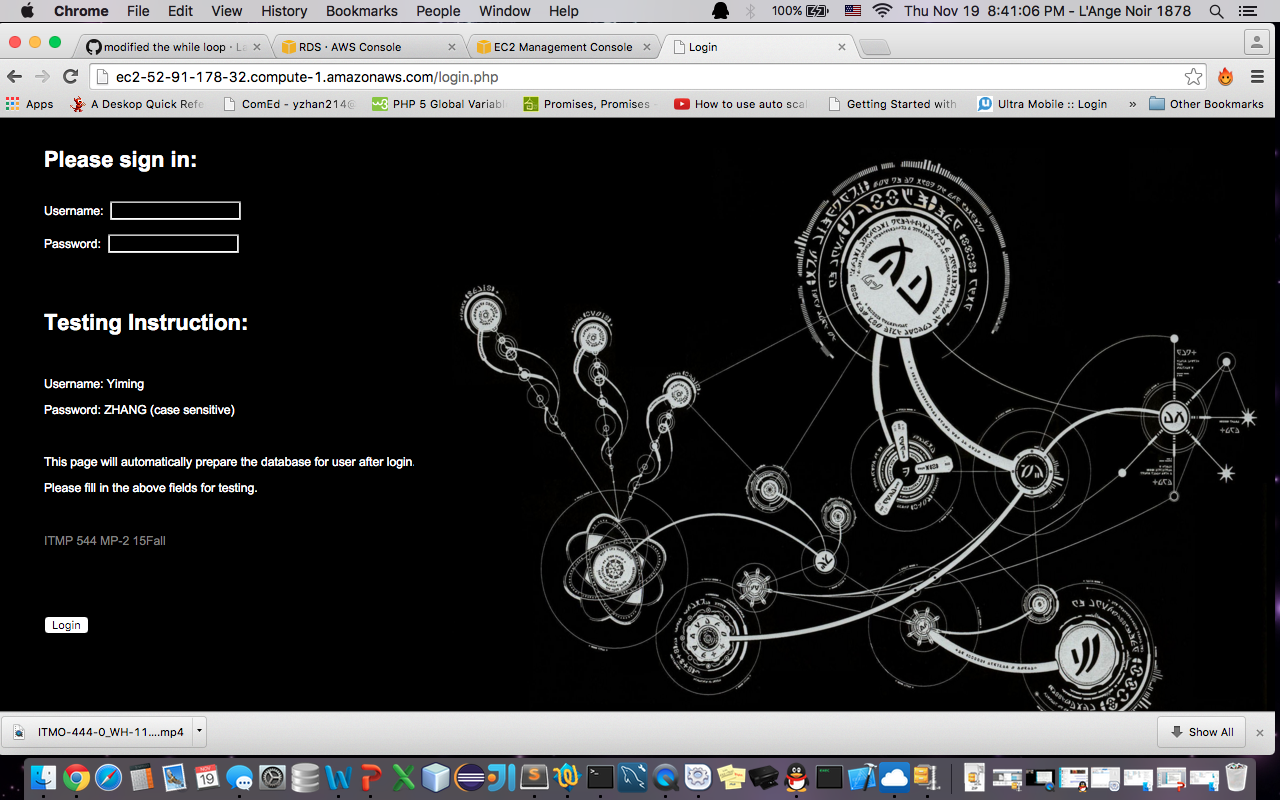 Chrome File Edit View History Bookmarks People Window Help 100% Thu Nov 19 8:41:06 PM - L'Ange Noir 1878
modified the while loop · La
RDS · AWS Console
EC2 Management Console
Login
ec2-52-91-178-32.compute-1.amazonaws.com/login.php
Apps A Deskop Quick Refe ComEd - yzhan214@ PHP 5 Global Variabl Promises, Promises - How to use auto scal Getting Started with Ultra Mobile :: Login » Other Bookmarks
Please sign in:
Username:
Password:
Testing Instruction:
Username: Yiming
Password: ZHANG (case sensitive)
This page will automatically prepare the database for user after login.
Please fill in the above fields for testing.
ITMP 544 MP-2 15Fall
Login
ITMO-444-0_WH-11....mp4
Show All
NOV
19